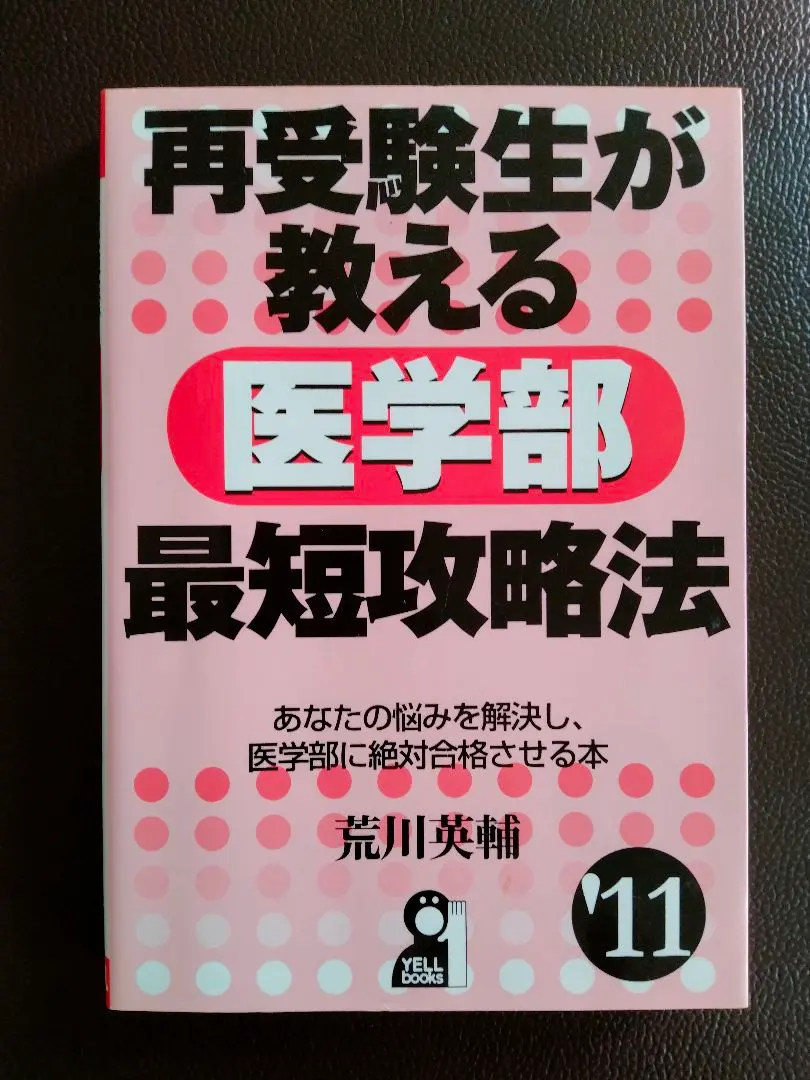 再受験生が
教える
医学部
最短攻略法
あなたの悩みを解決し、
医学部に絶対合格させる本
荒川英輔
'11
YELL
books